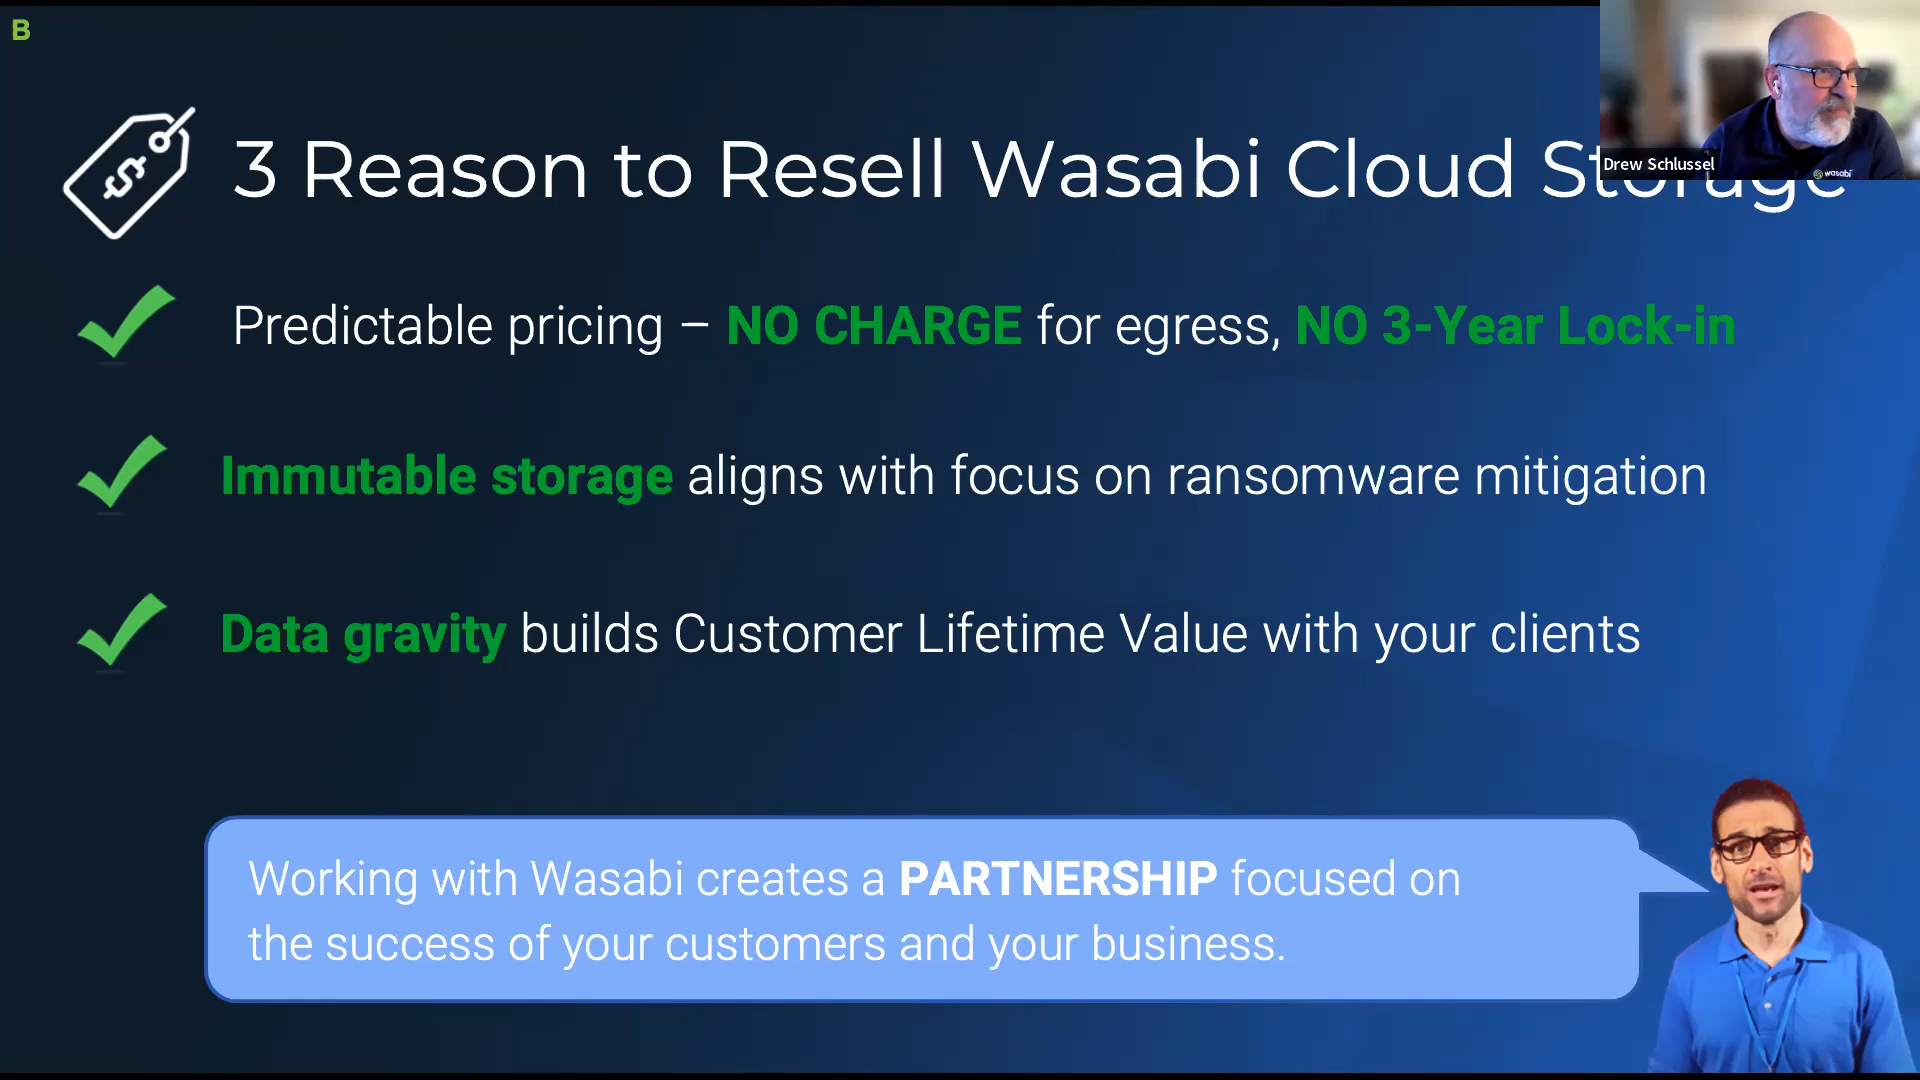 B
3 Reason to Resell Wasabi Cloud Storage
Drew Schlussel
wasabi
Predictable pricing – NO CHARGE for egress, NO 3-Year Lock-in
Immutable storage aligns with focus on ransomware mitigation
Data gravity builds Customer Lifetime Value with your clients
Working with Wasabi creates a PARTNERSHIP focused on
the success of your customers and your business.